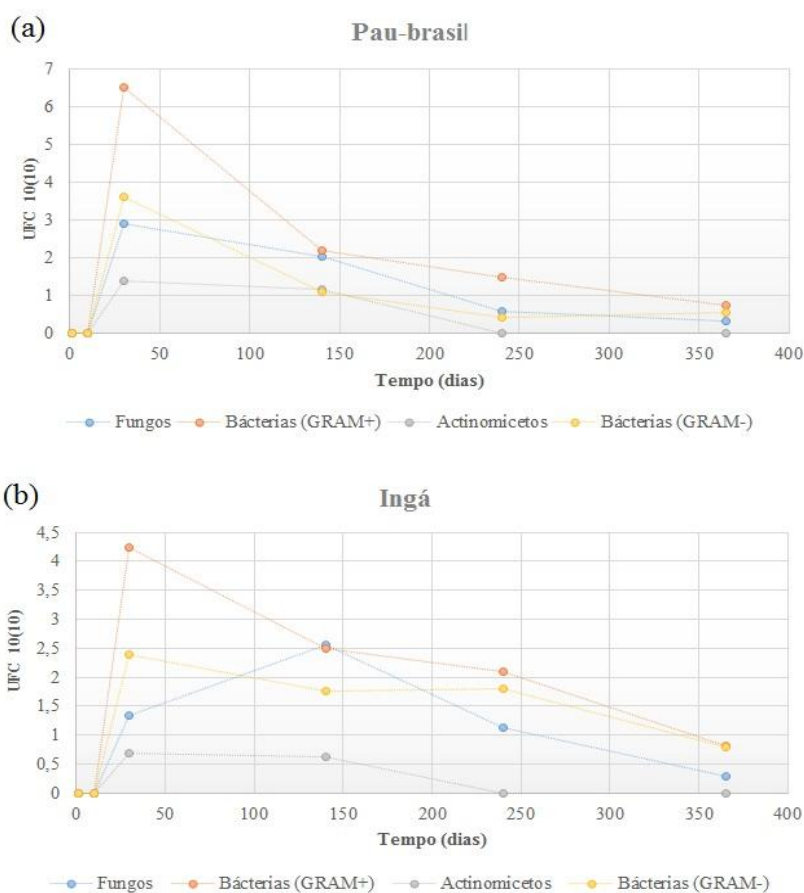 (a)
Pau-brasil
7
6
5
4
3
2
1
0
UFC 10(10)
0 50 100 150 200 250 300 350 400
Tempo (dias)
Fungos Bácterias (GRAM+) Actinomicetos Bácterias (GRAM-)
(b)
Ingá
4,5
4
3,5
3
2,5
2
1,5
1
0,5
0
UFC 10(10)
0 50 100 150 200 250 300 350 400
Tempo (dias)
Fungos Bácterias (GRAM+) Actinomicetos Bácterias (GRAM-)